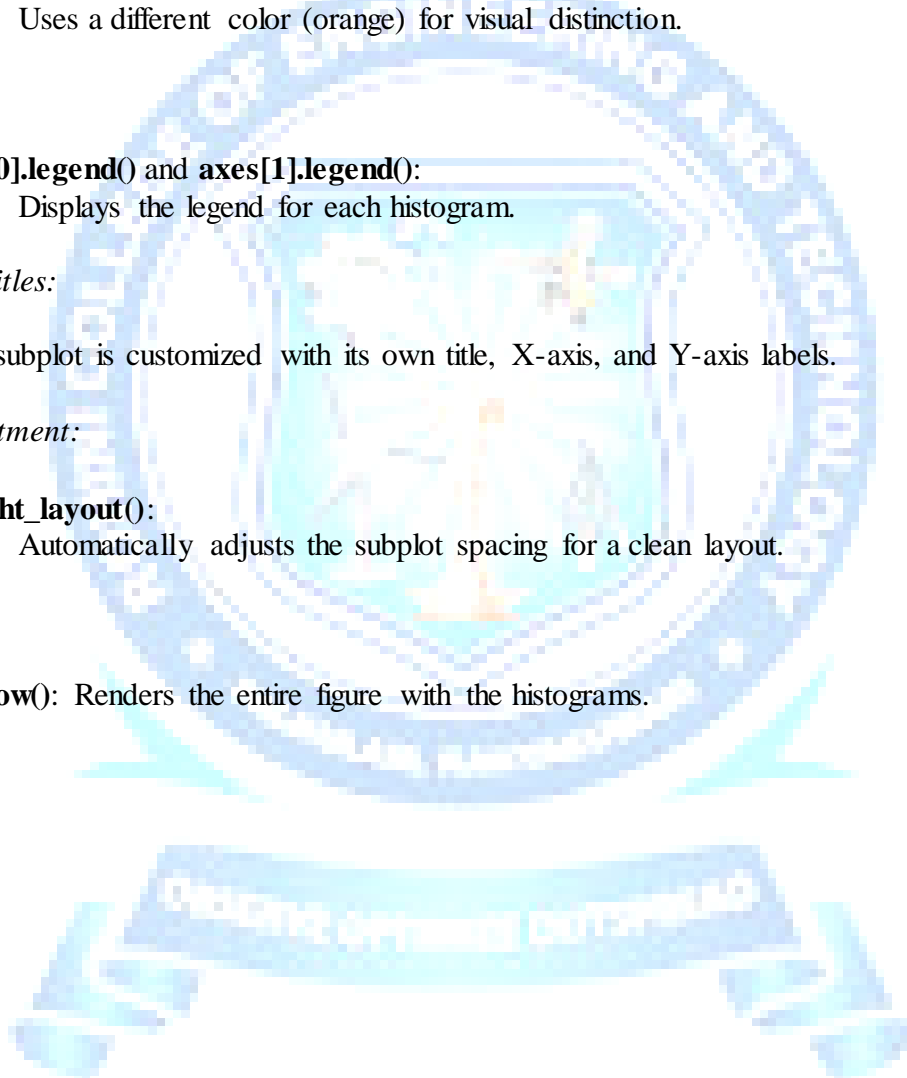 Uses a different color (orange) for visual distinction.
0].legend() and axes[1].legend():
Displays the legend for each histogram.
itles:
subplot is customized with its own title, X-axis, and Y-axis labels.
tment:
ht_layout():
Automatically adjusts the subplot spacing for a clean layout.
ow(): Renders the entire figure with the histograms.
AND TECHNOLOGY